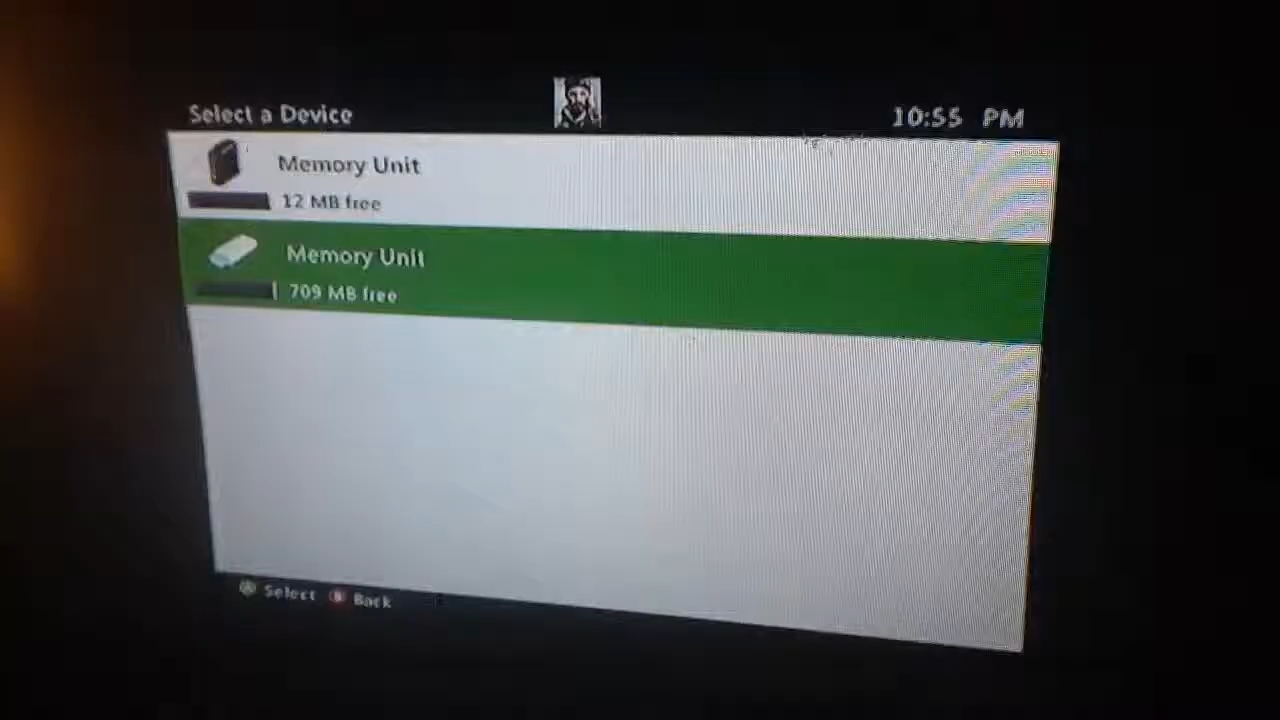 Select a Device
10:55 PM
Memory Unit
12 MB free
Memory Unit
709 MB free
A Select B Back